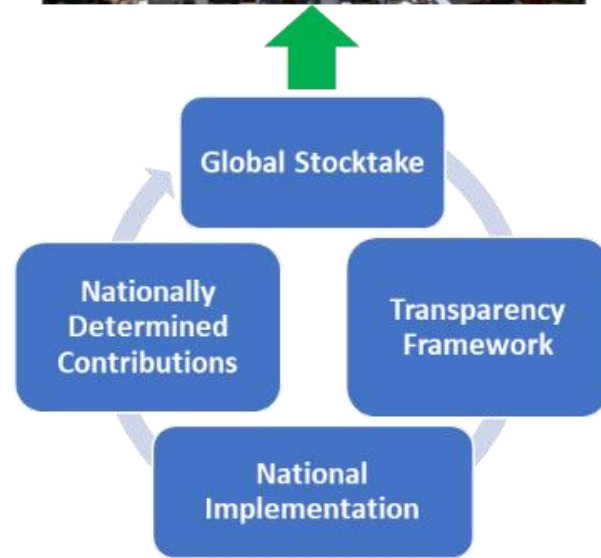 Global Stocktake
Transparency
Framework
National
Implementation
Nationally
Determined
Contributions